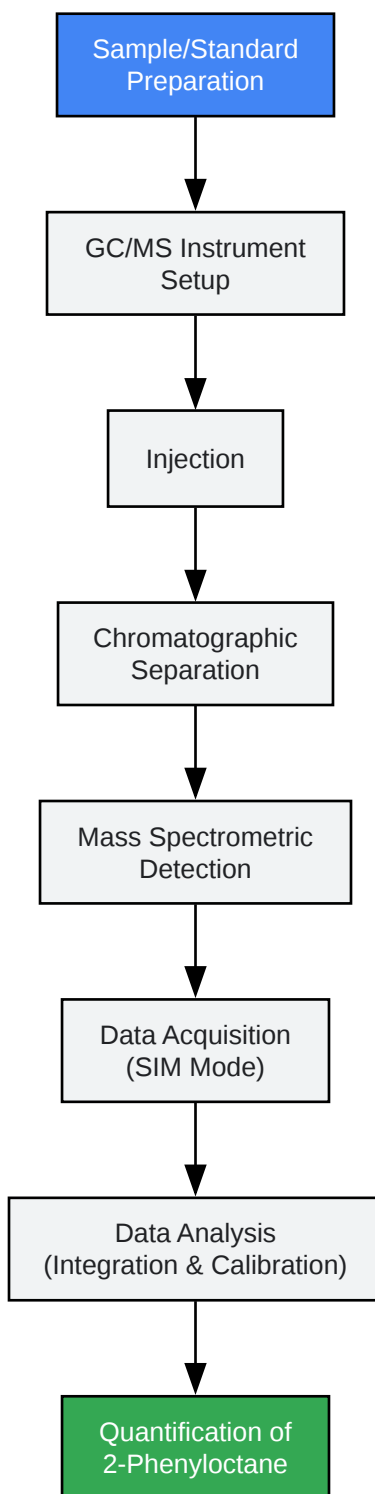 Sample/Standard
Preparation
GC/MS Instrument
Setup
Injection
Chromatographic
Separation
Mass Spectrometric
Detection
Data Acquisition
(SIM Mode)
Data Analysis
(Integration & Calibration)
Quantification of
2-Phenyloctane